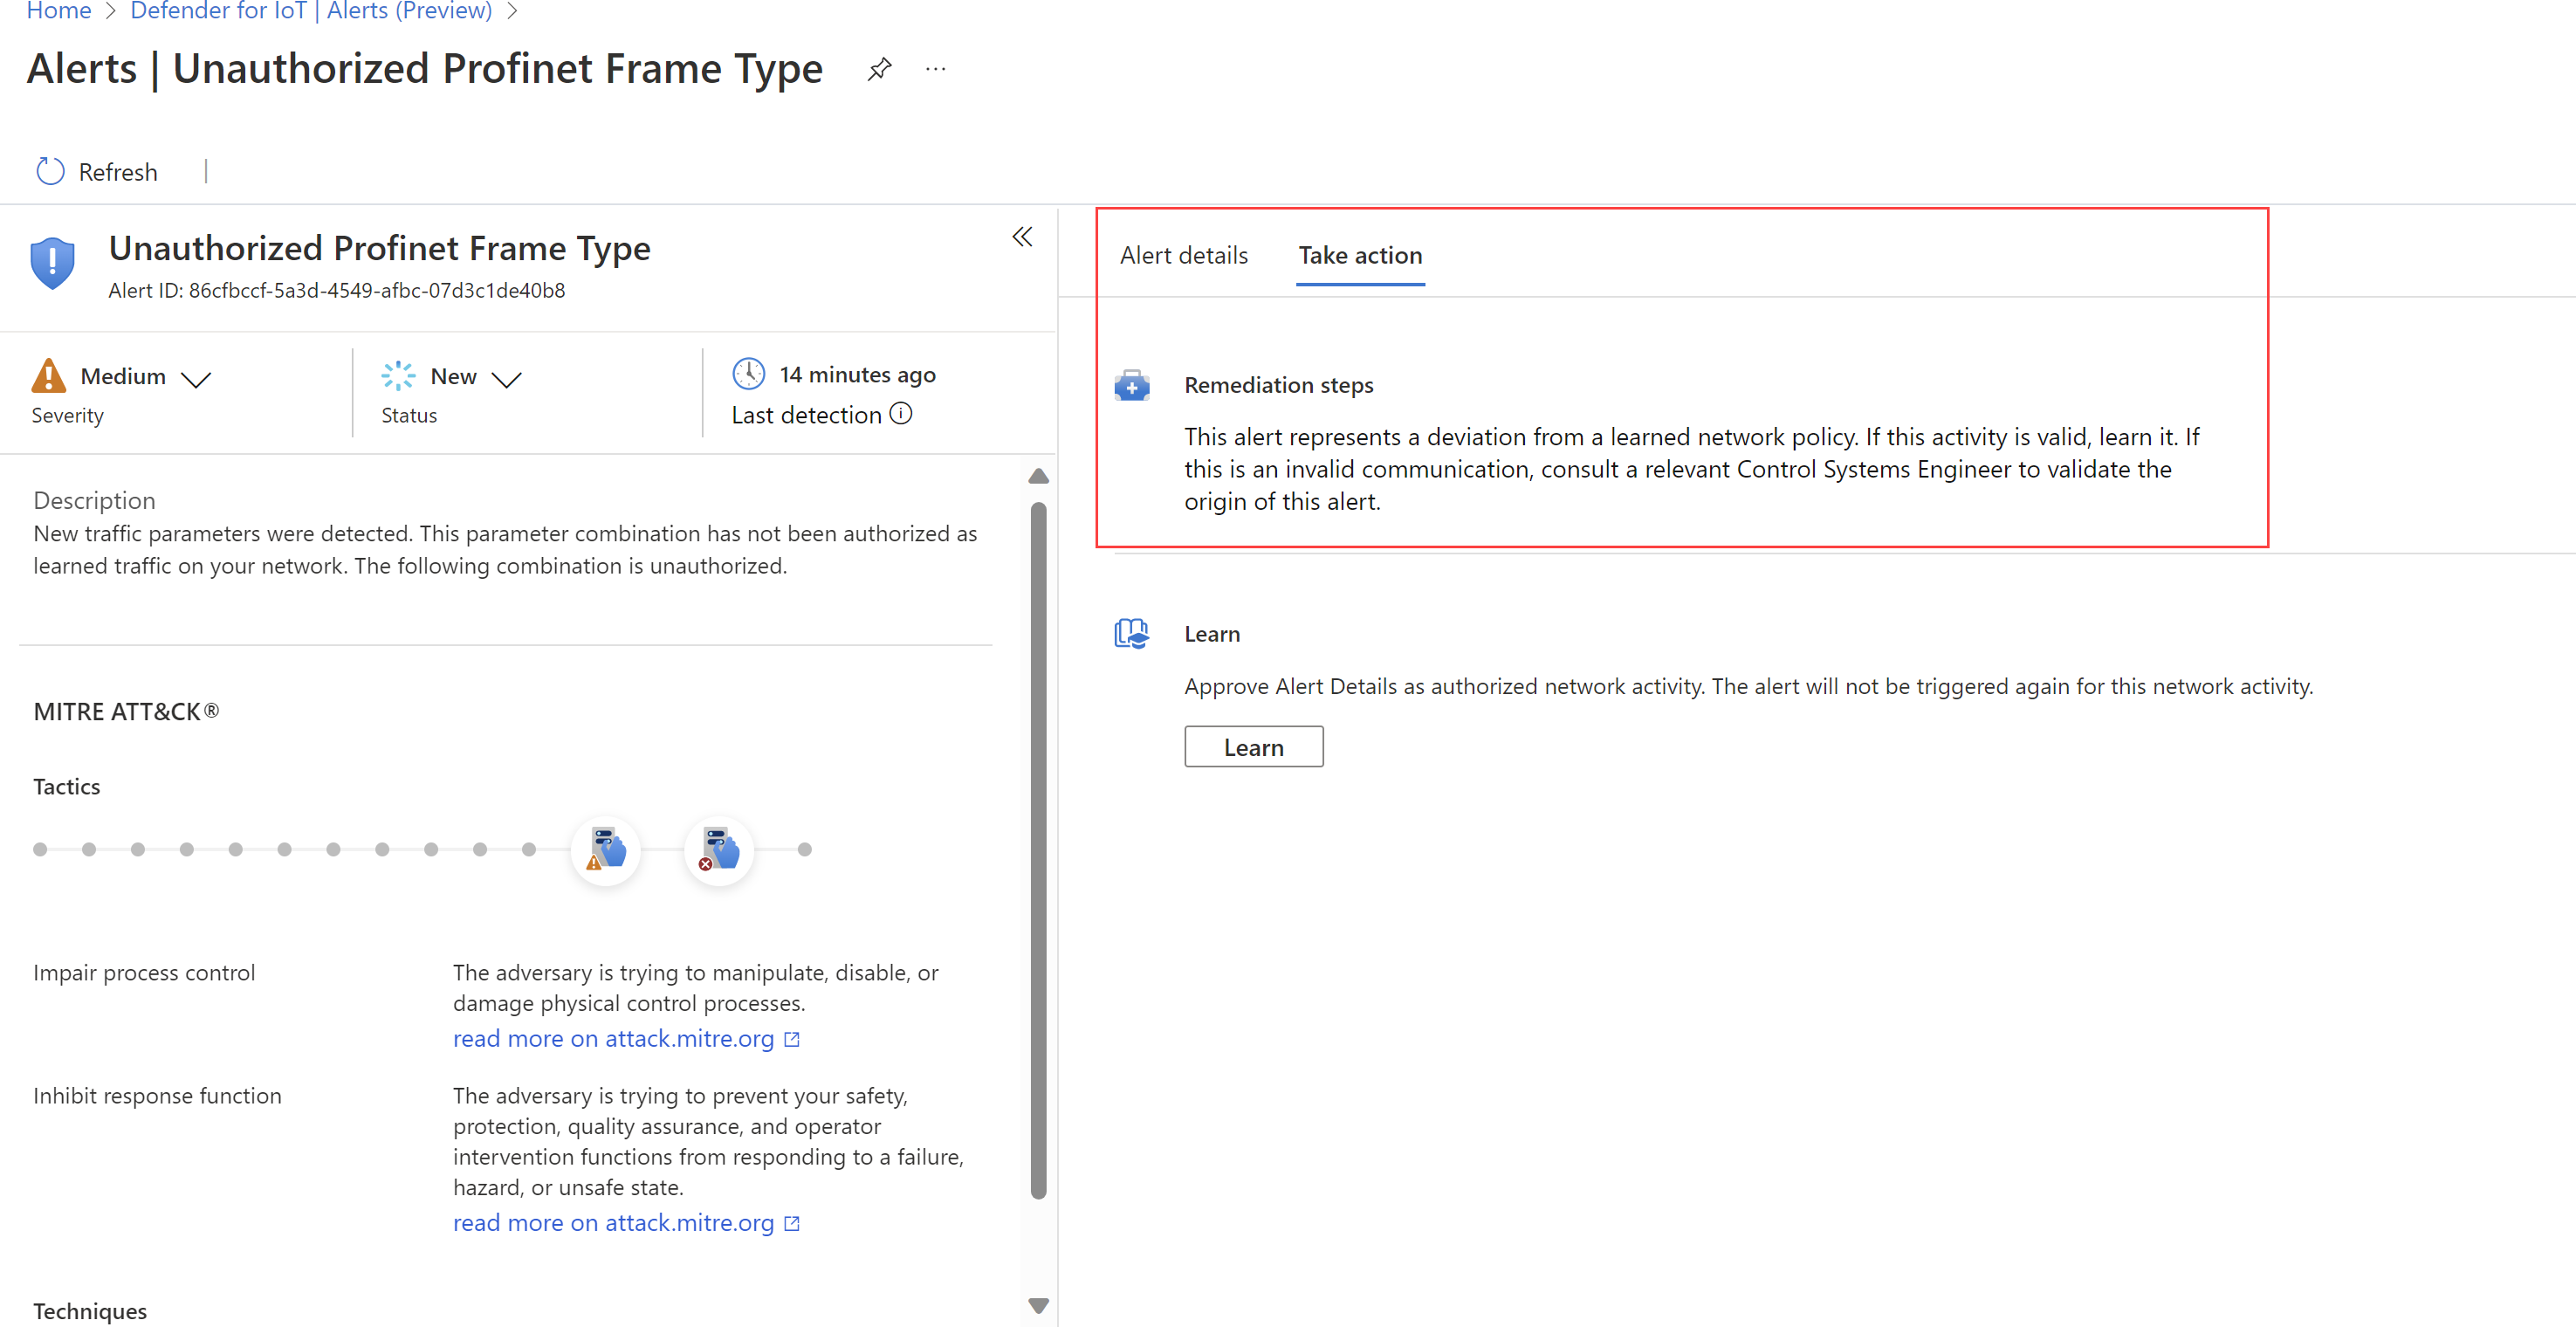 Home > Defender for IoT | Alerts (Preview) >
Alerts | Unauthorized Profinet Frame Type ...
Refresh |
Unauthorized Profinet Frame Type
Alert ID: 86cfbccf-5a3d-4549-afbc-07d3c1de40b8
Medium
Severity
New
Status
14 minutes ago
Last detection
Description
New traffic parameters were detected. This parameter combination has not been authorized as
learned traffic on your network. The following combination is unauthorized.
MITRE ATT&CK®
Tactics
Impair process control
The adversary is trying to manipulate, disable, or
damage physical control processes.
read more on attack.mitre.org
Inhibit response function
The adversary is trying to prevent your safety,
protection, quality assurance, and operator
intervention functions from responding to a failure,
hazard, or unsafe state.
read more on attack.mitre.org
Techniques
Alert details
Take action
Remediation steps
This alert represents a deviation from a learned network policy. If this activity is valid, learn it. If
this is an invalid communication, consult a relevant Control Systems Engineer to validate the
origin of this alert.
Learn
Approve Alert Details as authorized network activity. The alert will not be triggered again for this network activity.
Learn